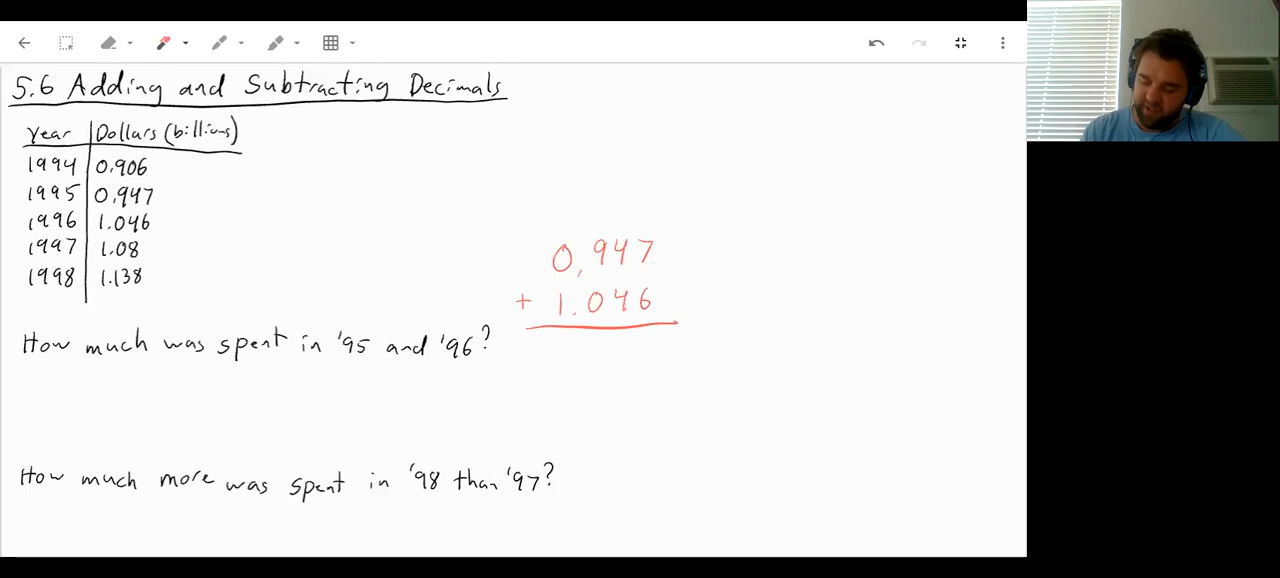 5.6 Adding and Subtracting Decimals
Year Dollars (billions)
1994 0.906
1995 0.947
1996 1.046
1997 1.08
1998 1.138
0.947
+ 1.046
How much was spent in '95 and '96?
How much more was spent in '98 than '97?